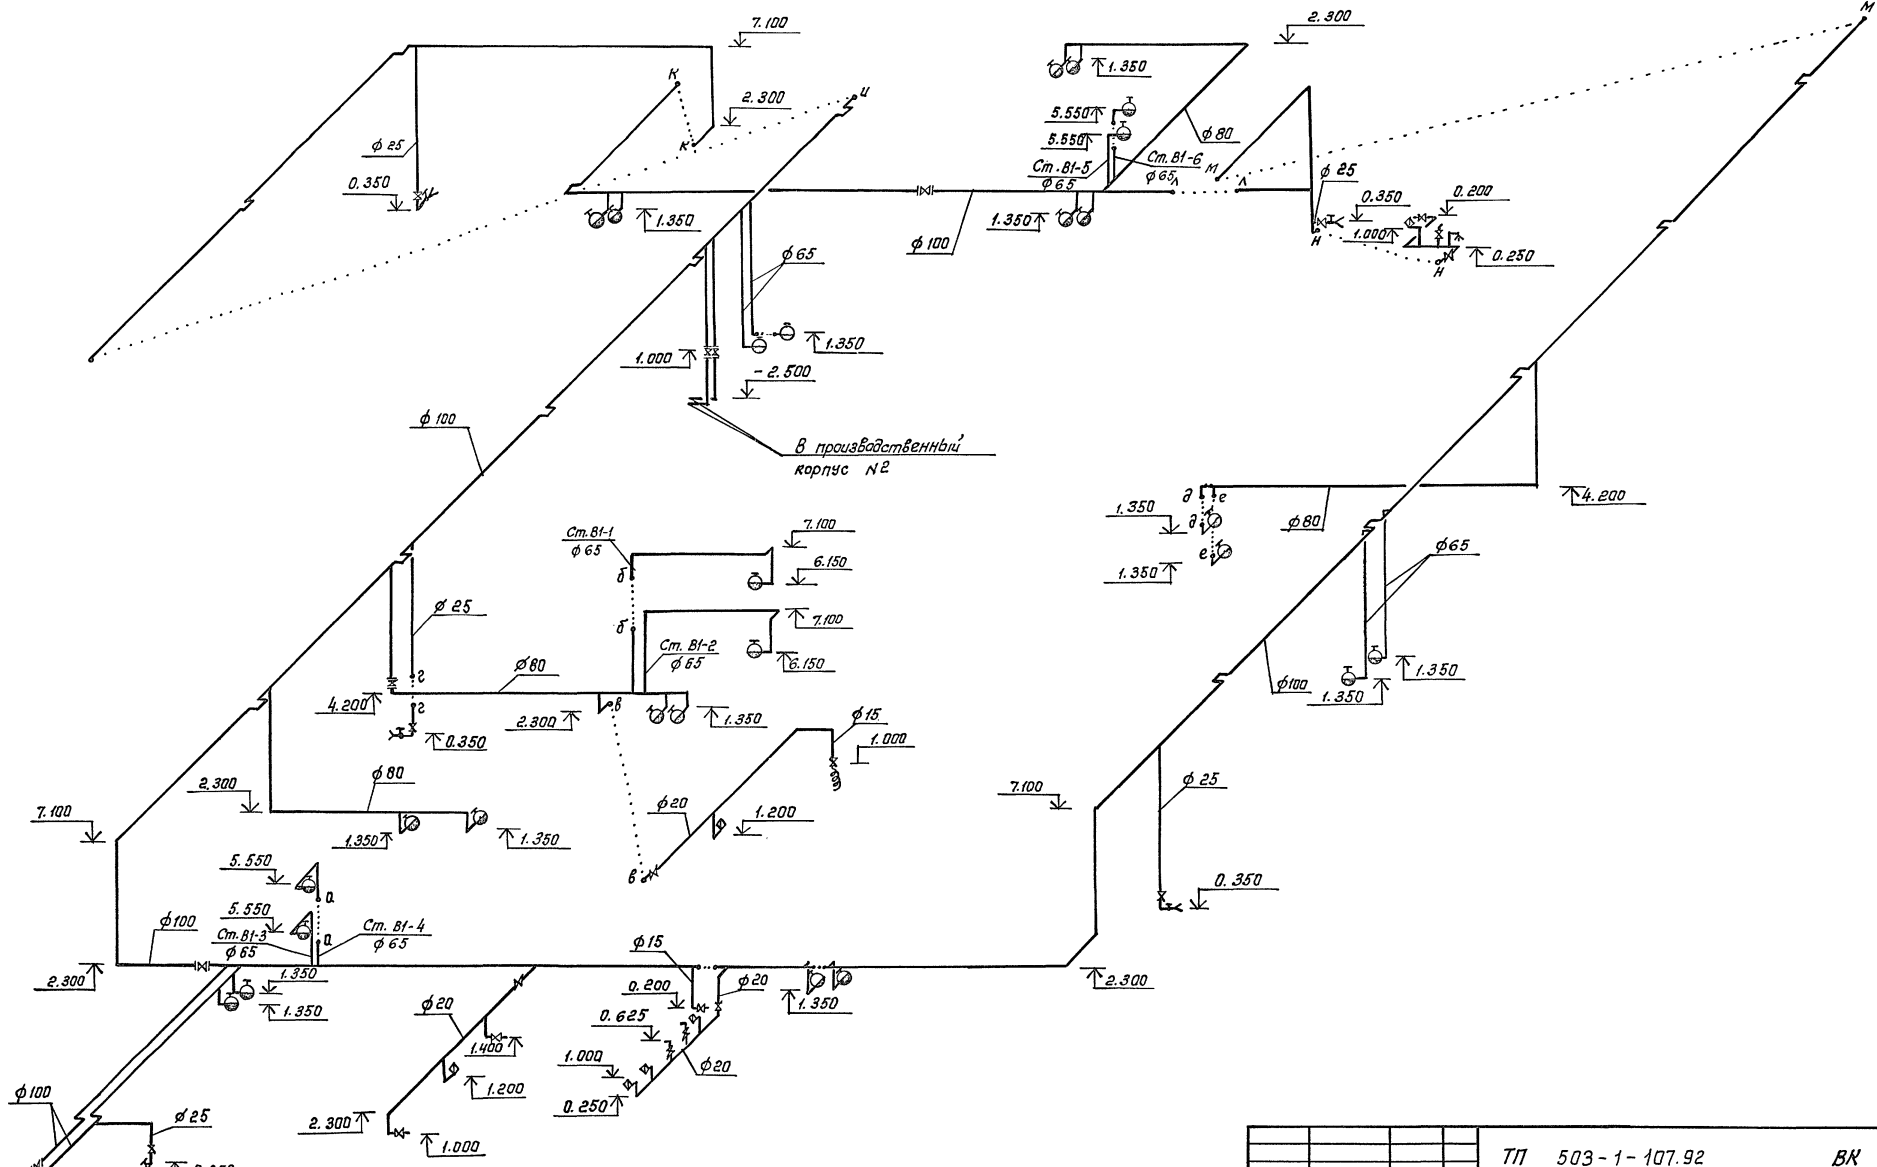 7.100
2.300
М
К
1.350
2.300
и
5.550
К
φ 25
5.550
φ 80
Ст. В1-5
φ 65
Ст. В1-6
φ 65
М
Л
Л
φ 25
0.350
0.350
0.200
1.350
1.350
1.000
Н
φ 100
φ 65
0.250
Н
1.350
1.000
-2.500
φ 100
В производственный
корпус N2
д
е
4.200
1.350
φ 80
д
Ст. В1-1
φ 65
7.100
б
6.150
е
φ 65
1.350
φ 25
б
7.100
Ст. В1-2
φ 65
6.150
г
φ 80
1.350
1.350
φ 100
4.200
г
2.300
в
1.350
φ 15
0.350
1.000
2.300
φ 80
φ 25
7.100
7.100
φ 20
1.200
1.350
1.350
5.550
в
а
0.350
5.550
φ 100
Ст. В1-3
φ 65
а
Ст. В1-4
φ 65
φ 15
2.300
1.350
2.300
0.200
φ 20
1.350
1.350
φ 20
0.625
1.400
1.000
φ 20
1.200
0.250
φ 100
φ 25
2.300
1.000
ТП 503-1-107.92 ВК